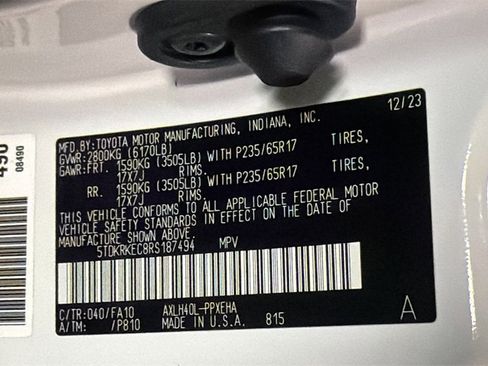 490
08490
12/23
MFD.BY:TOYOTA MOTOR MANUFACTURING, INDIANA, INC.
GVWR:2800KG (6170LB)
GAWR:FRT. 1590KG (3505LB) WITH P235/65R17 TIRES,
17X7J RIMS.
RR. 1590KG (3505LB) WITH P235/65R17 TIRES,
17X7J RIMS.
THIS VEHICLE CONFORMS TO ALL APPLICABLE FEDERAL MOTOR
VEHICLE SAFETY STANDARDS IN EFFECT ON THE DATE OF
MANUFACTURE SHOWN ABOVE.
5TDKRKEC8RS187494 MPV
C/TR:040/FA10 AXLH40L-PPXEHA
A/TM: /P810 MADE IN U.S.A. 815
A